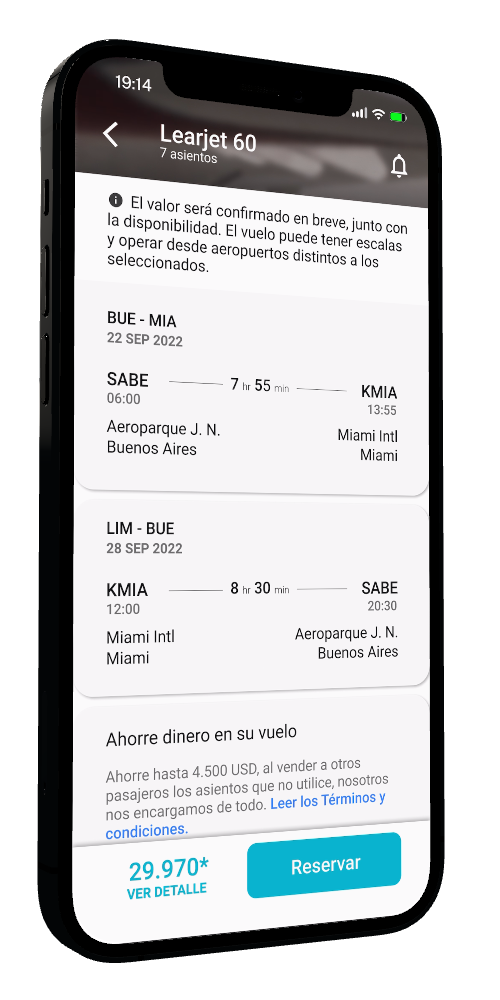 19:14
Learjet 60
7 asientos
El valor será confirmado en breve, junto con
la disponibilidad. El vuelo puede tener escalas
y operar desde aeropuertos distintos a los
seleccionados.
BUE - MIA
22 SEP 2022
SABE 7 hr 55 min KMIA
06:00 13:55
Aeroparque J. N. Miami Intl
Buenos Aires Miami
LIM - BUE
28 SEP 2022
KMIA 8 hr 30 min SABE
12:00 20:30
Miami Intl Aeroparque J. N.
Miami Buenos Aires
Ahorre dinero en su vuelo
Ahorre hasta 4.500 USD, al vender a otros
pasajeros los asientos que no utilice, nosotros
nos encargamos de todo. Leer los Términos y
condiciones.
29.970* Reservar
VER DETALLE